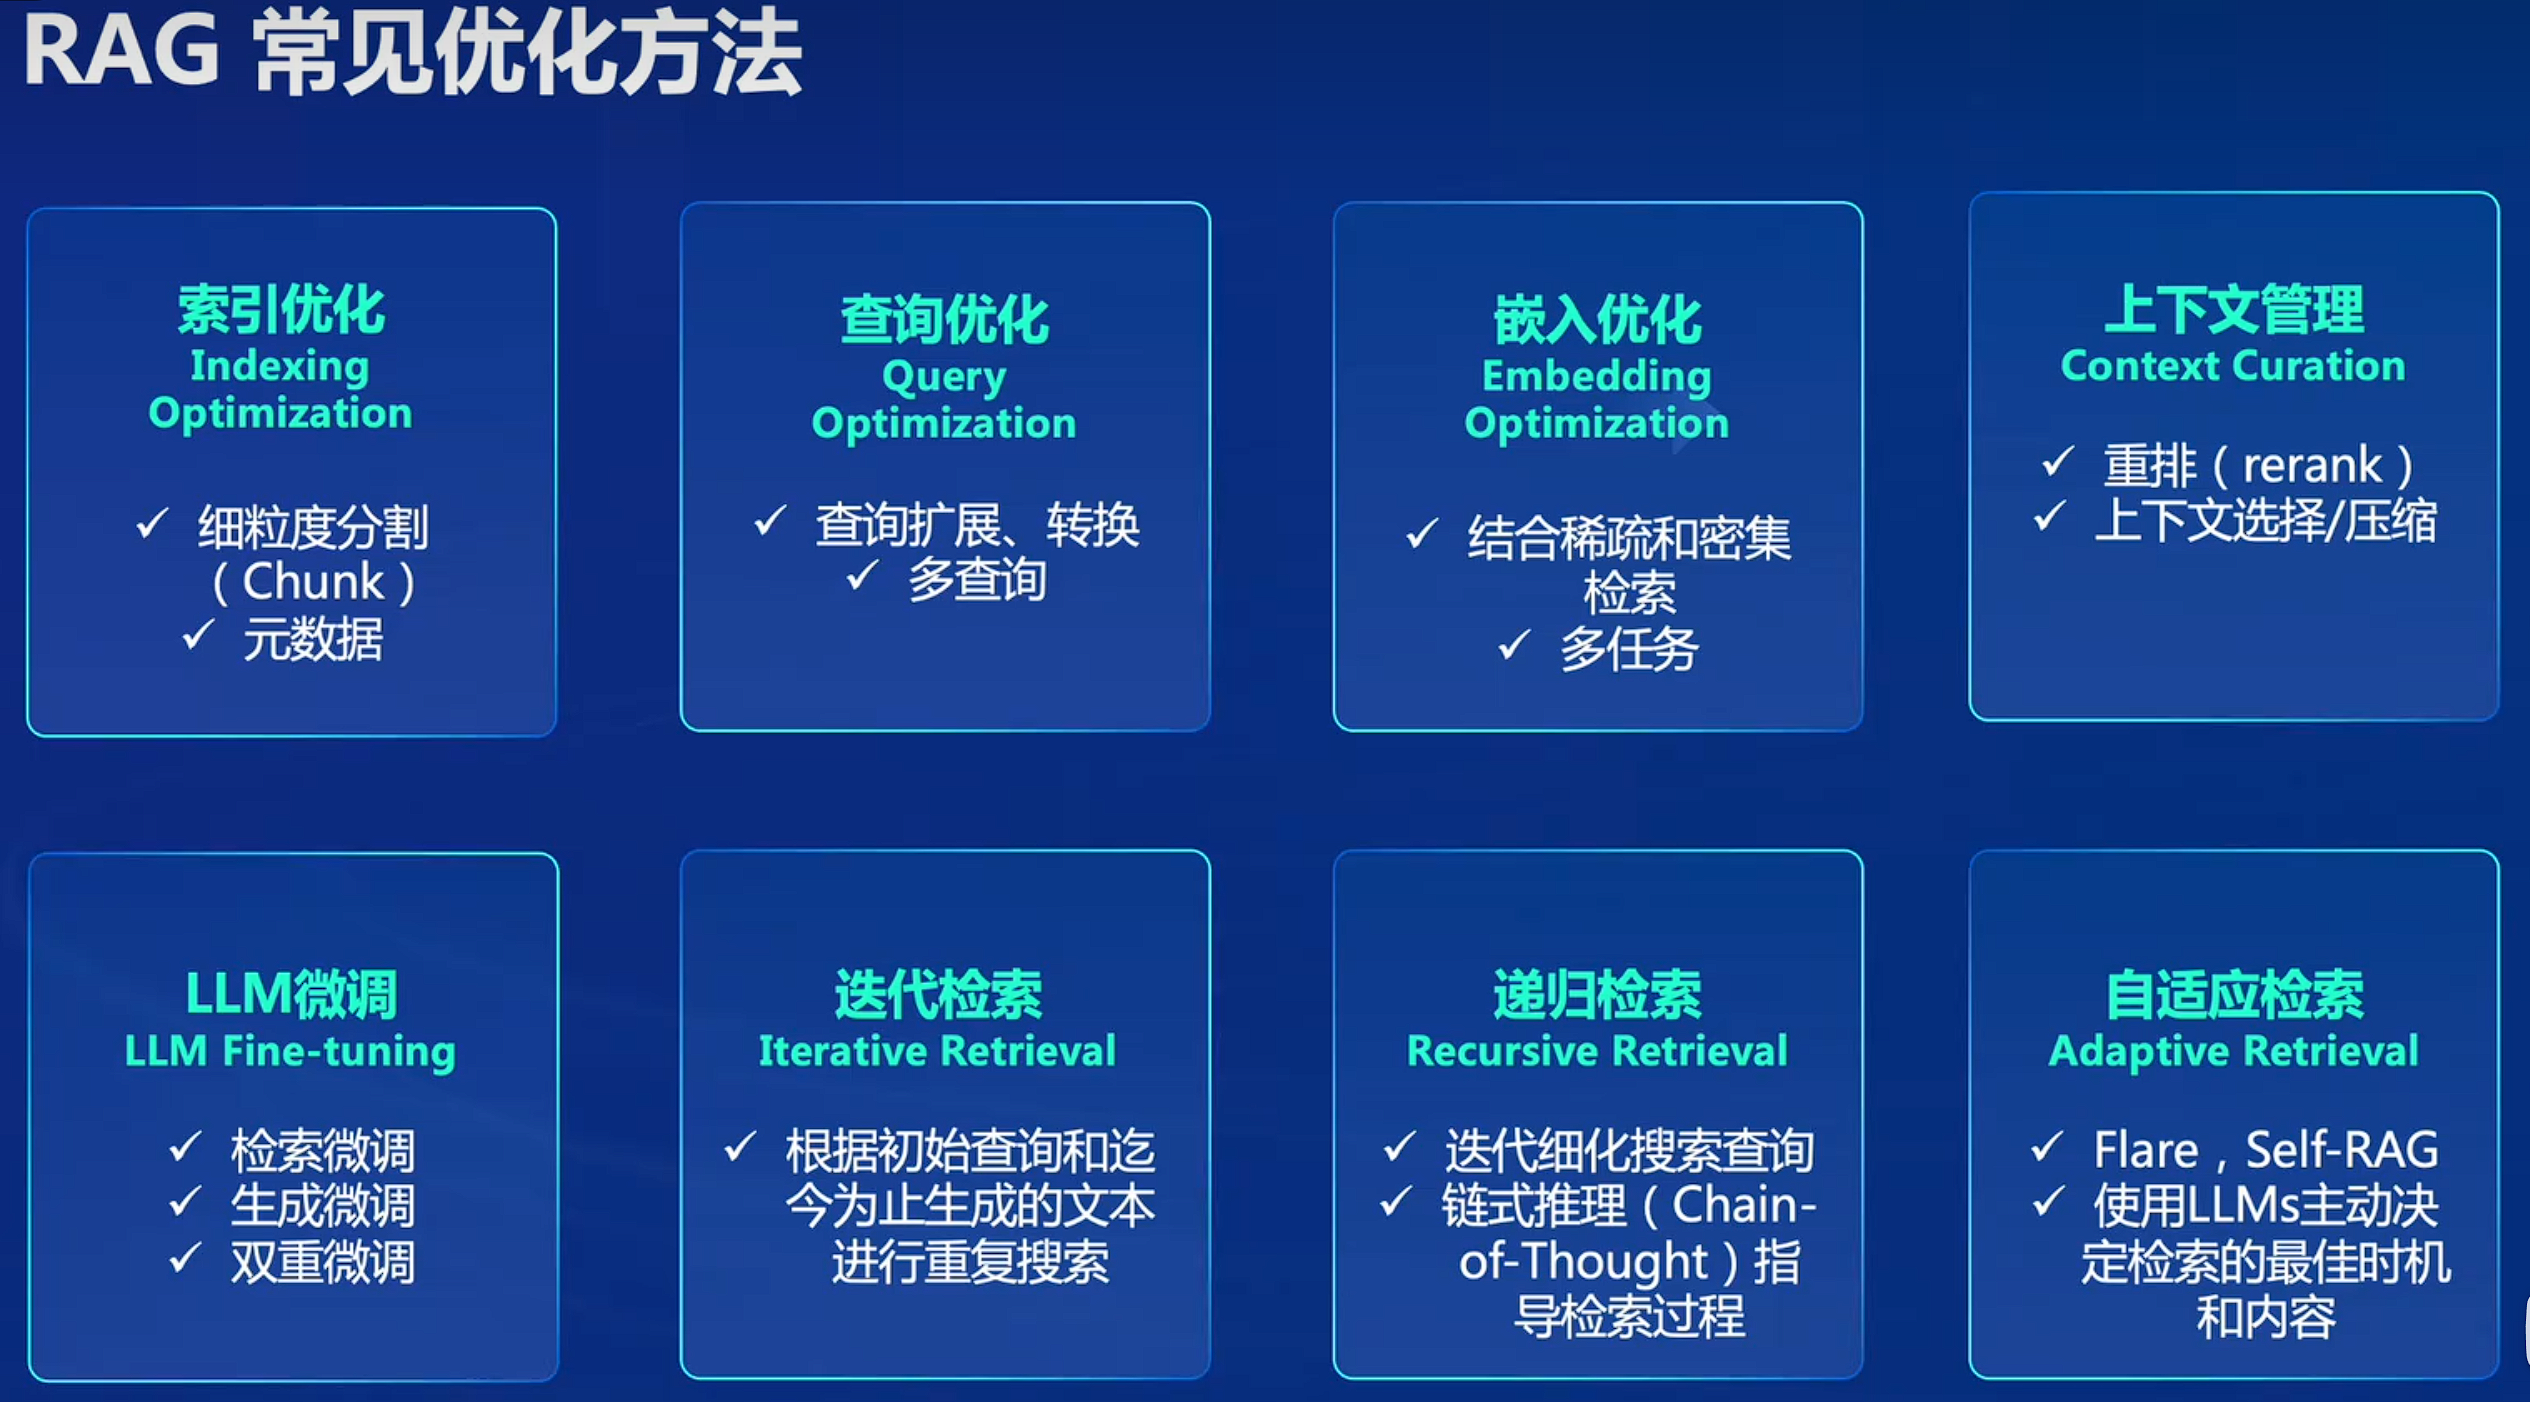 RAG 常见优化方法
索引优化
Indexing
Optimization
✓ 细粒度分割
（Chunk）
✓ 元数据
查询优化
Query
Optimization
✓ 查询扩展、转换
✓ 多查询
嵌入优化
Embedding
Optimization
✓ 结合稀疏和密集
检索
✓ 多任务
上下文管理
Context Curation
✓ 重排（rerank）
✓ 上下文选择/压缩
LLM微调
LLM Fine-tuning
✓ 检索微调
✓ 生成微调
✓ 双重微调
迭代检索
Iterative Retrieval
✓ 根据初始查询和迄
今为止生成的文本
进行重复搜索
递归检索
Recursive Retrieval
✓ 迭代细化搜索查询
✓ 链式推理（Chain-
of-Thought）指
导检索过程
自适应检索
Adaptive Retrieval
✓ Flare，Self-RAG
✓ 使用LLMs主动决
定检索的最佳时机
和内容